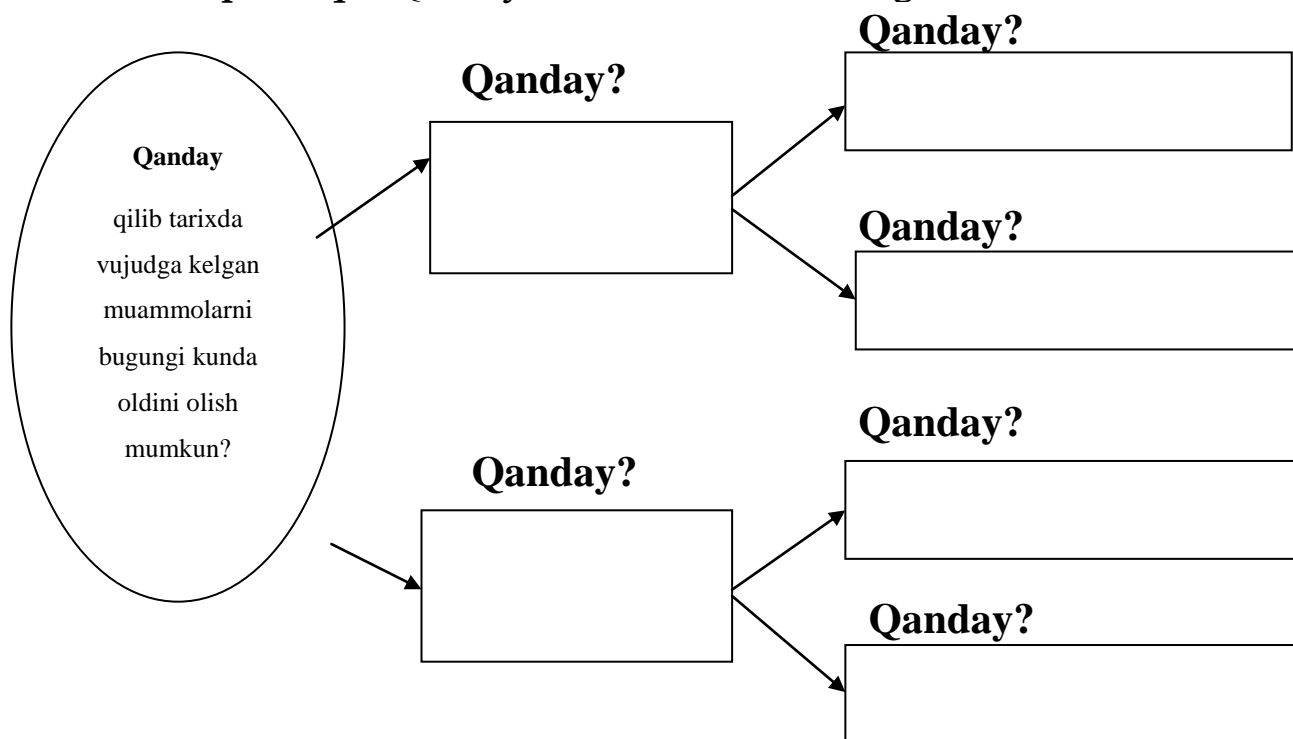 Qanday
qilib tarixda
vujudga kelgan
muammolarni
bugungi kunda
oldini olish
mumkun?
Qanday?
Qanday?
Qanday?
Qanday?
Qanday?
Qanday?